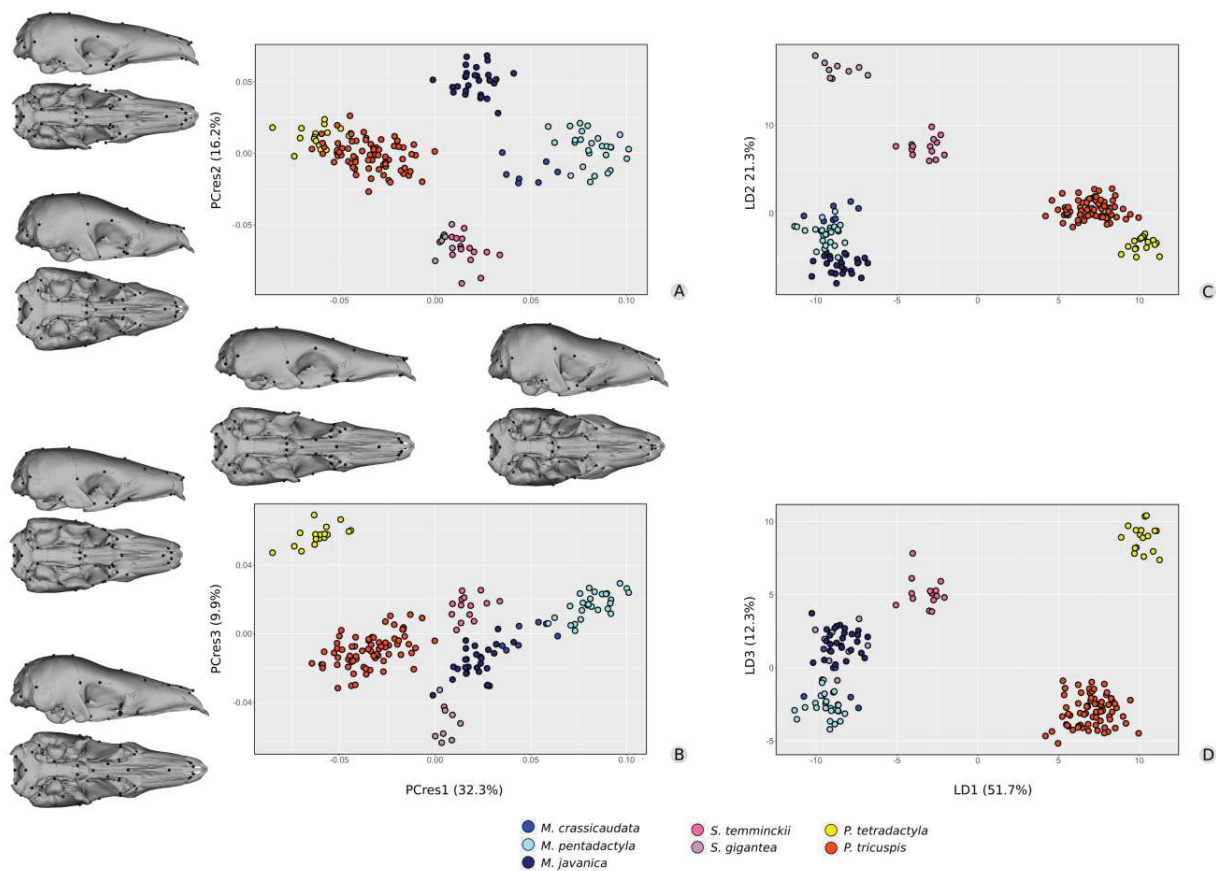 PCres2 (16.2%)
0.05
0.00
-0.05
-0.05
0.00
0.05
0.10
A
LD2 21.3%)
10
0
-10
-5
0
5
10
C
PCres3 (9.9%)
0.04
0.00
-0.04
-0.05
0.00
0.05
0.10
B
PCres1 (32.3%)
LD3 (12.3%)
10
5
0
-5
-10
-5
0
5
10
D
LD1 (51.7%)
M. crassicaudata
M. pentadactyla
M. javanica
S. temminckii
S. gigantea
P. tetradactyla
P. tricuspis